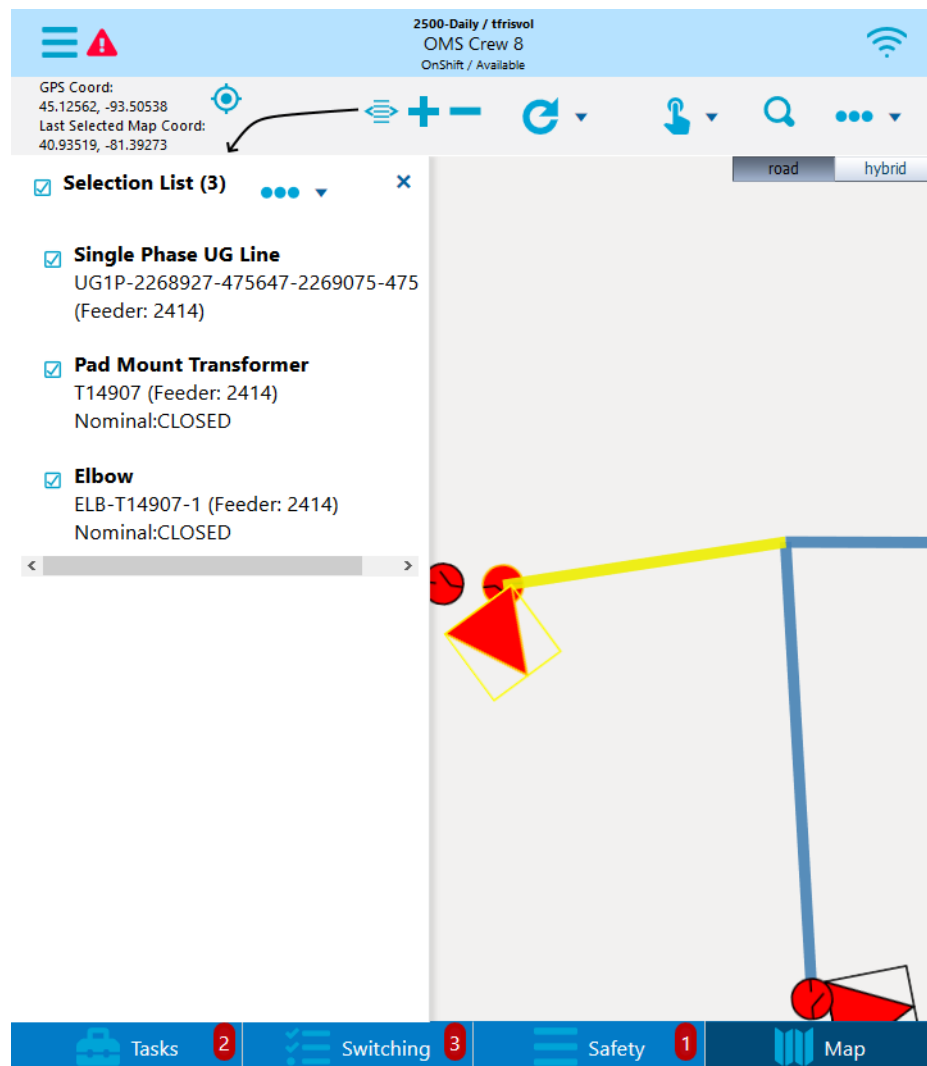 2500-Daily / tfrisvol
OMS Crew 8
OnShift / Available
GPS Coord:
45.12562, -93.50538
Last Selected Map Coord:
40.93519, -81.39273
road
hybrid
Selection List (3)
Single Phase UG Line
UG1P-2268927-475647-2269075-475
(Feeder: 2414)
Pad Mount Transformer
T14907 (Feeder: 2414)
Nominal:CLOSED
Elbow
ELB-T14907-1 (Feeder: 2414)
Nominal:CLOSED
Tasks 2
Switching 3
Safety 1
Map